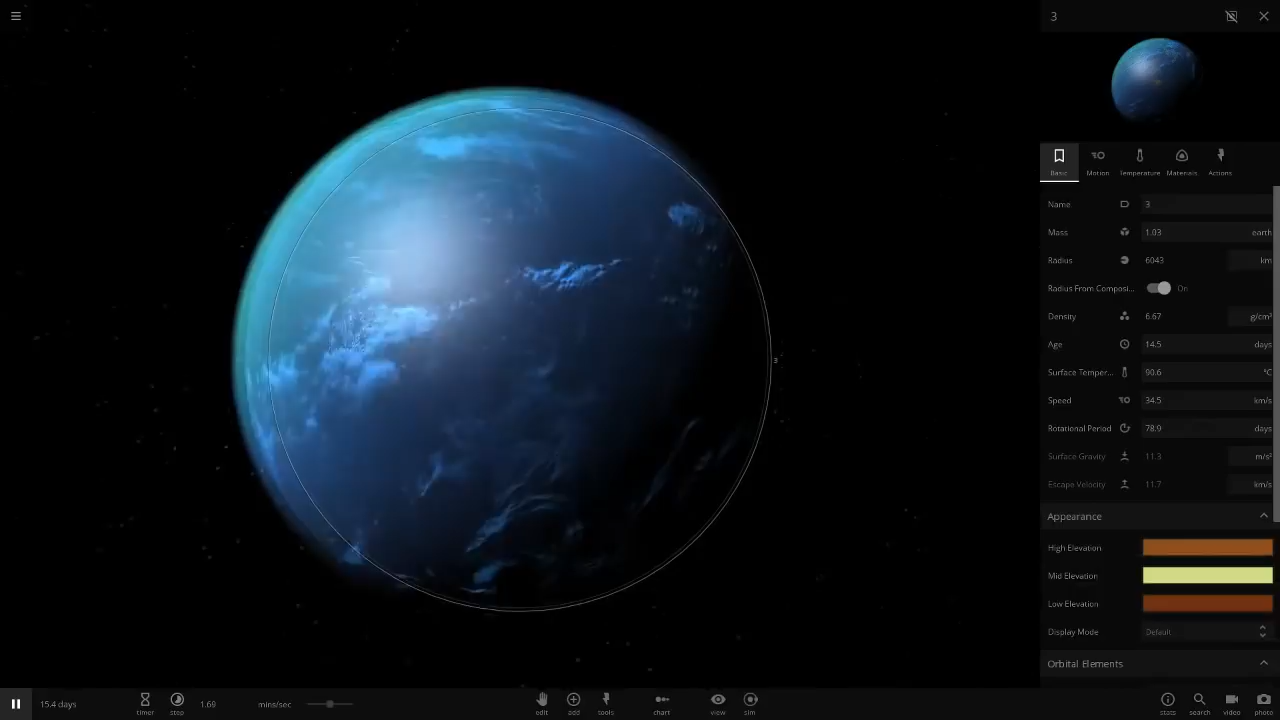 3
Basic Motion Temperature Materials Actions
Name 3
Mass 1.03 earth
Radius 6043 km
Radius From Composi... On
Density 6.67 g/cm³
Age 14.5 days
Surface Temper... 90.6 °C
Speed 34.5 km/s
3
Rotational Period 78.9 days
Surface Gravity 11.3 m/s²
Escape Velocity 11.7 km/s
Appearance
High Elevation
Mid Elevation
Low Elevation
Display Mode Default
Orbital Elements
15.4 days timer step 1.69 mins/sec edit add tools chart view sim stats search video photo